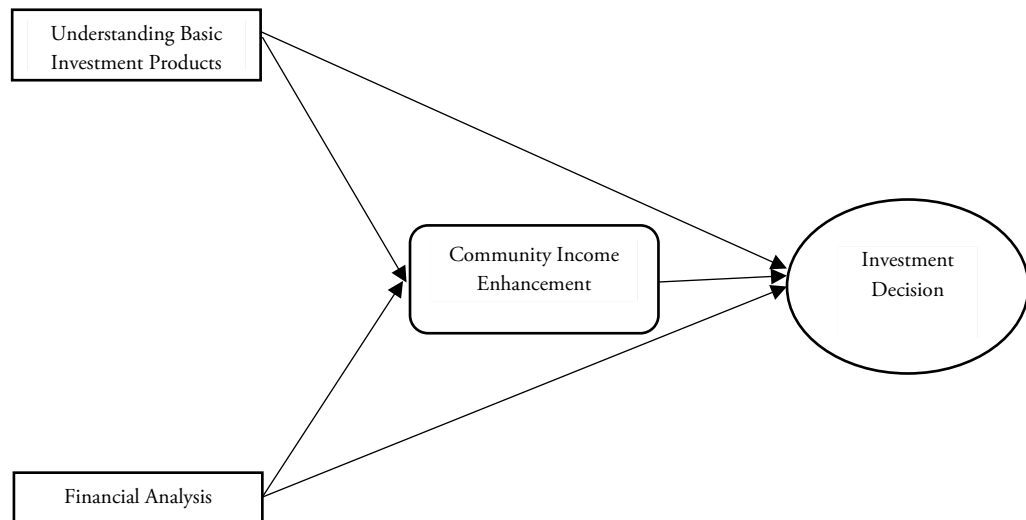 Understanding Basic
Investment Products
Community Income
Enhancement
Investment
Decision
Financial Analysis